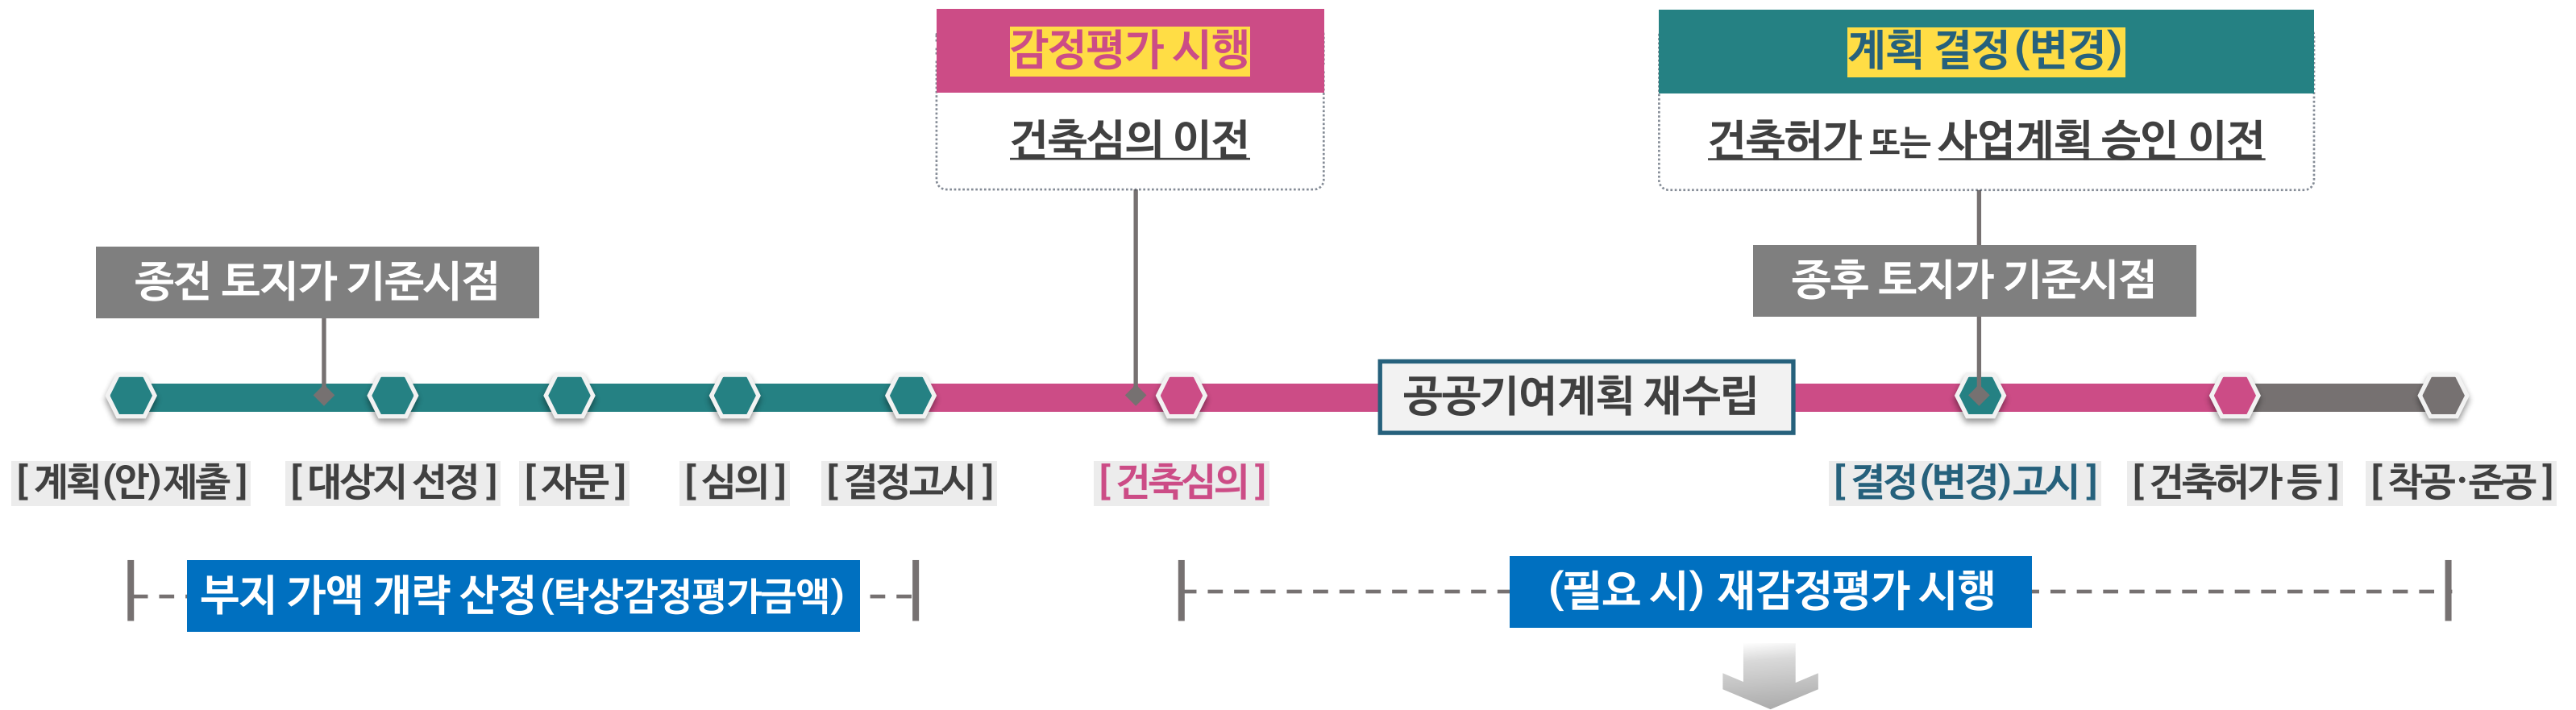 감정평가 시행
건축심의 이전
계획 결정(변경)
건축허가 또는 사업계획 승인 이전
종전 토지가 기준시점
종후 토지가 기준시점
공공기여계획 재수립
[ 계획(안)제출 ]
[ 대상지 선정 ]
[ 자문 ]
[ 심의 ]
[ 결정고시 ]
[ 건축심의 ]
[ 결정(변경)고시 ]
[ 건축허가 등 ]
[ 착공·준공 ]
부지 가액 개략 산정(탁상감정평가금액)
(필요 시) 재감정평가 시행